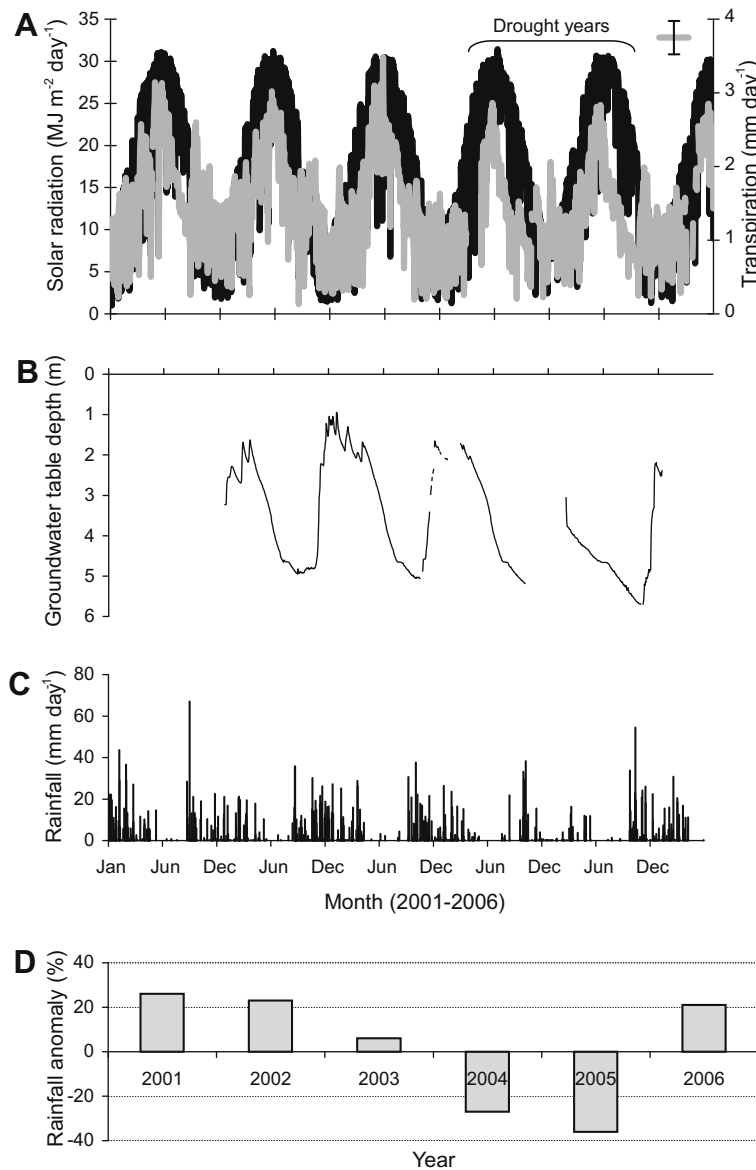 A
Drought years
Solar radiation (MJ m-2 day-1)
35
30
25
20
15
10
5
0
4
3
2
1
0
Transpiration (mm day-1)
B
Groundwater table depth (m)
0
1
2
3
4
5
6
C
Rainfall (mm day-1)
80
60
40
20
0
Jan Jun Dec Jun Dec Jun Dec Jun Dec Jun Dec
Month (2001-2006)
D
Rainfall anomaly (%)
40
20
0
-20
-40
2001 2002 2003 2004 2005 2006
Year